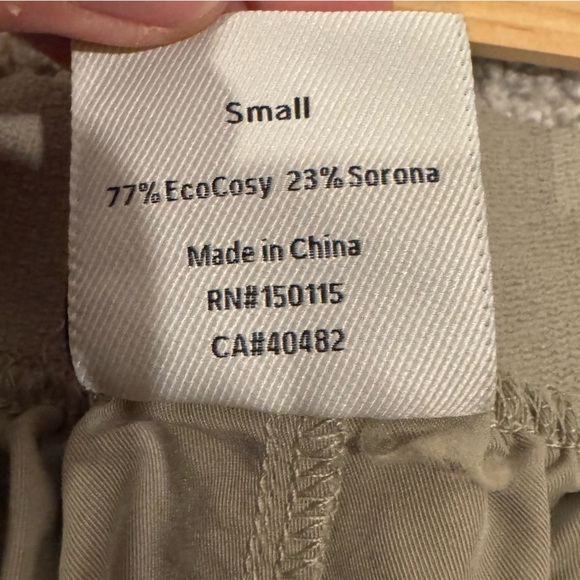 Small
77% EcoCosy 23% Sorona
Made in China
RN#150115
CA#40482